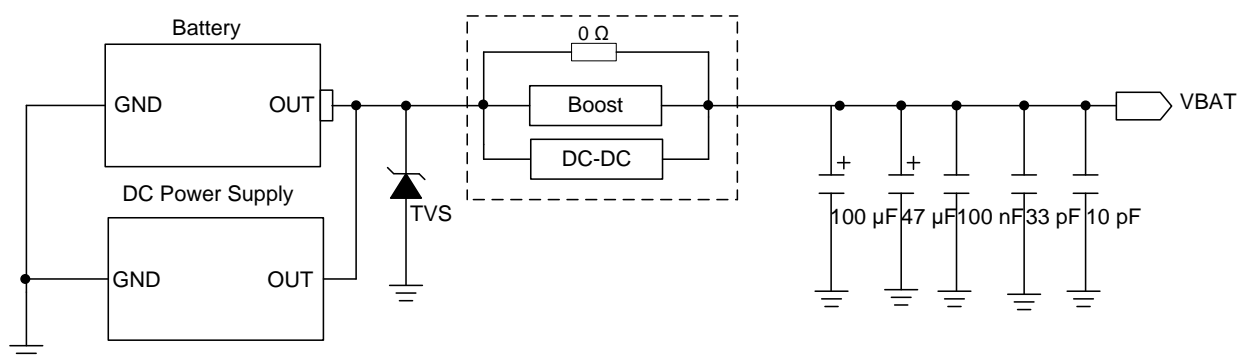 Battery
GND OUT
DC Power Supply
GND OUT
TVS
0 Ω
Boost
DC-DC
VBAT
+ +
100 µF 47 µF 100 nF 33 pF 10 pF